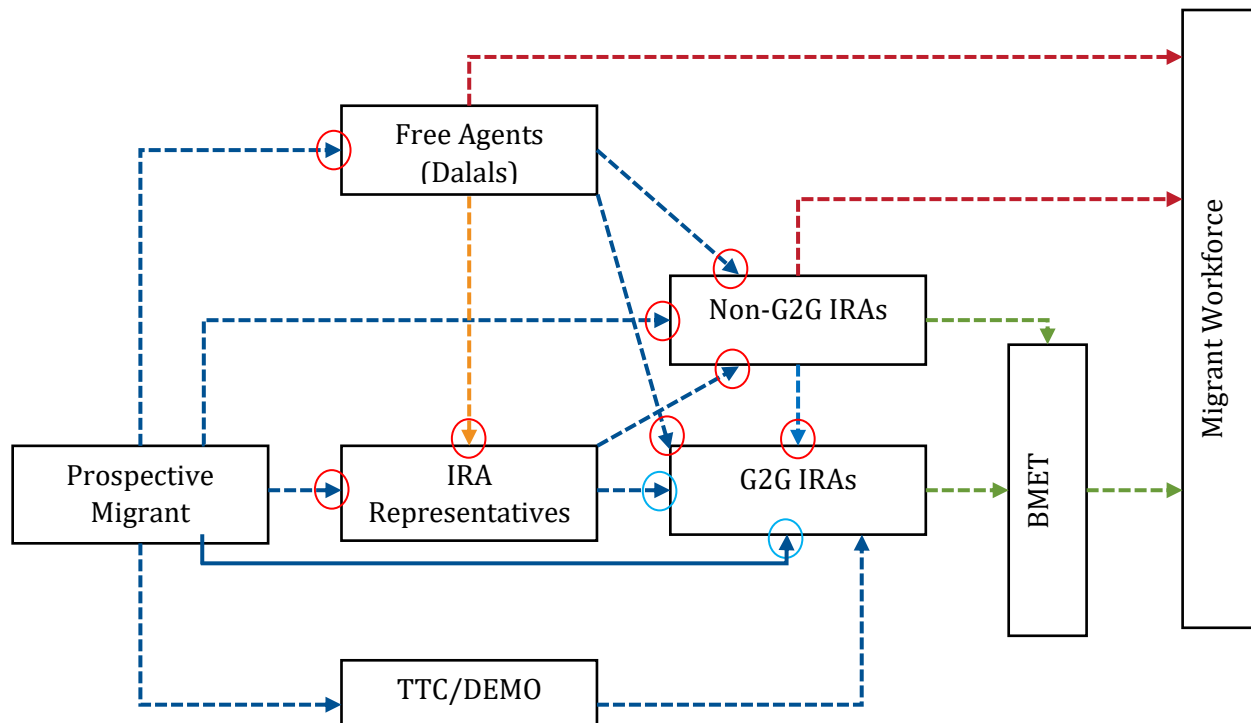 Free Agents
(Dalals)
Non-G2G IRAs
Migrant Workforce
Prospective
Migrant
IRA
Representatives
G2G IRAs
BMET
TTC/DEMO